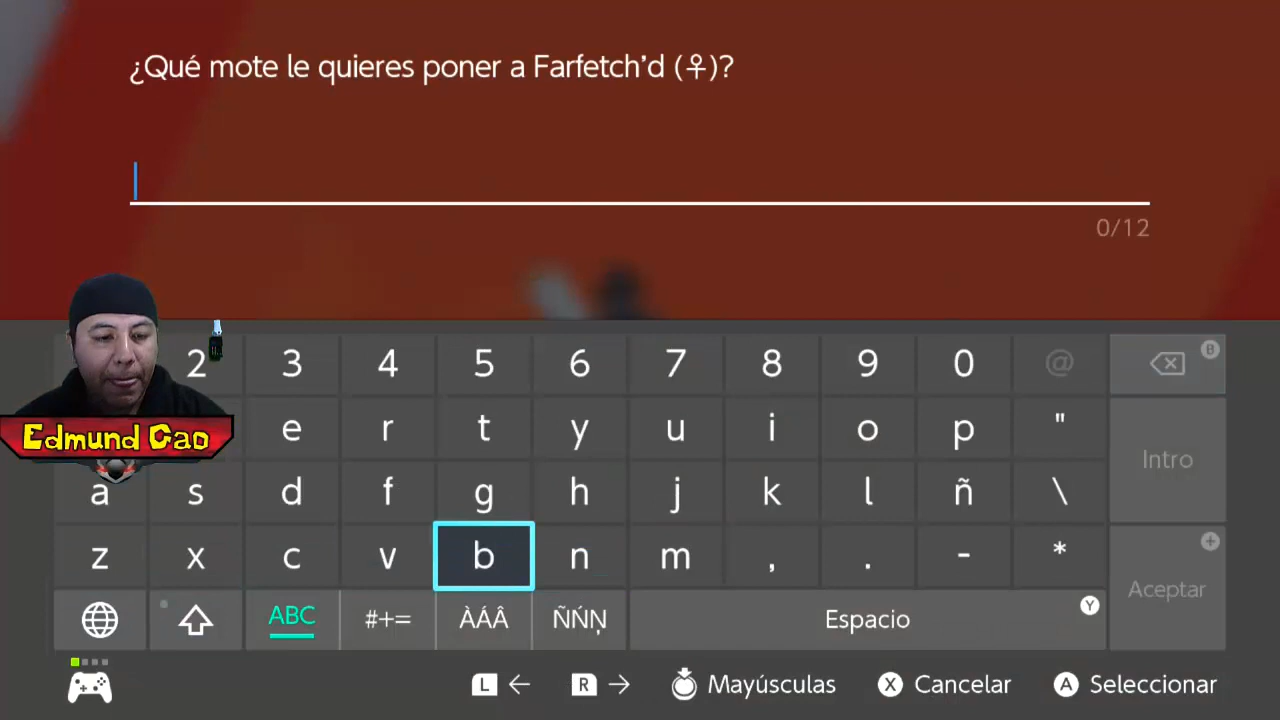 ¿Qué mote le quieres poner a Farfetch’d (♀)?
0/12
2 3 4 5 6 7 8 9 0 @ B
e r t y u i o p "
Edmund Cao
Intro
a s d f g h j k l ñ \
z x c v b n m , . - *
Aceptar
ABC #+= ÀÁÂ ÑŃŅ Espacio Y
L ← R → Mayúsculas X Cancelar A Seleccionar